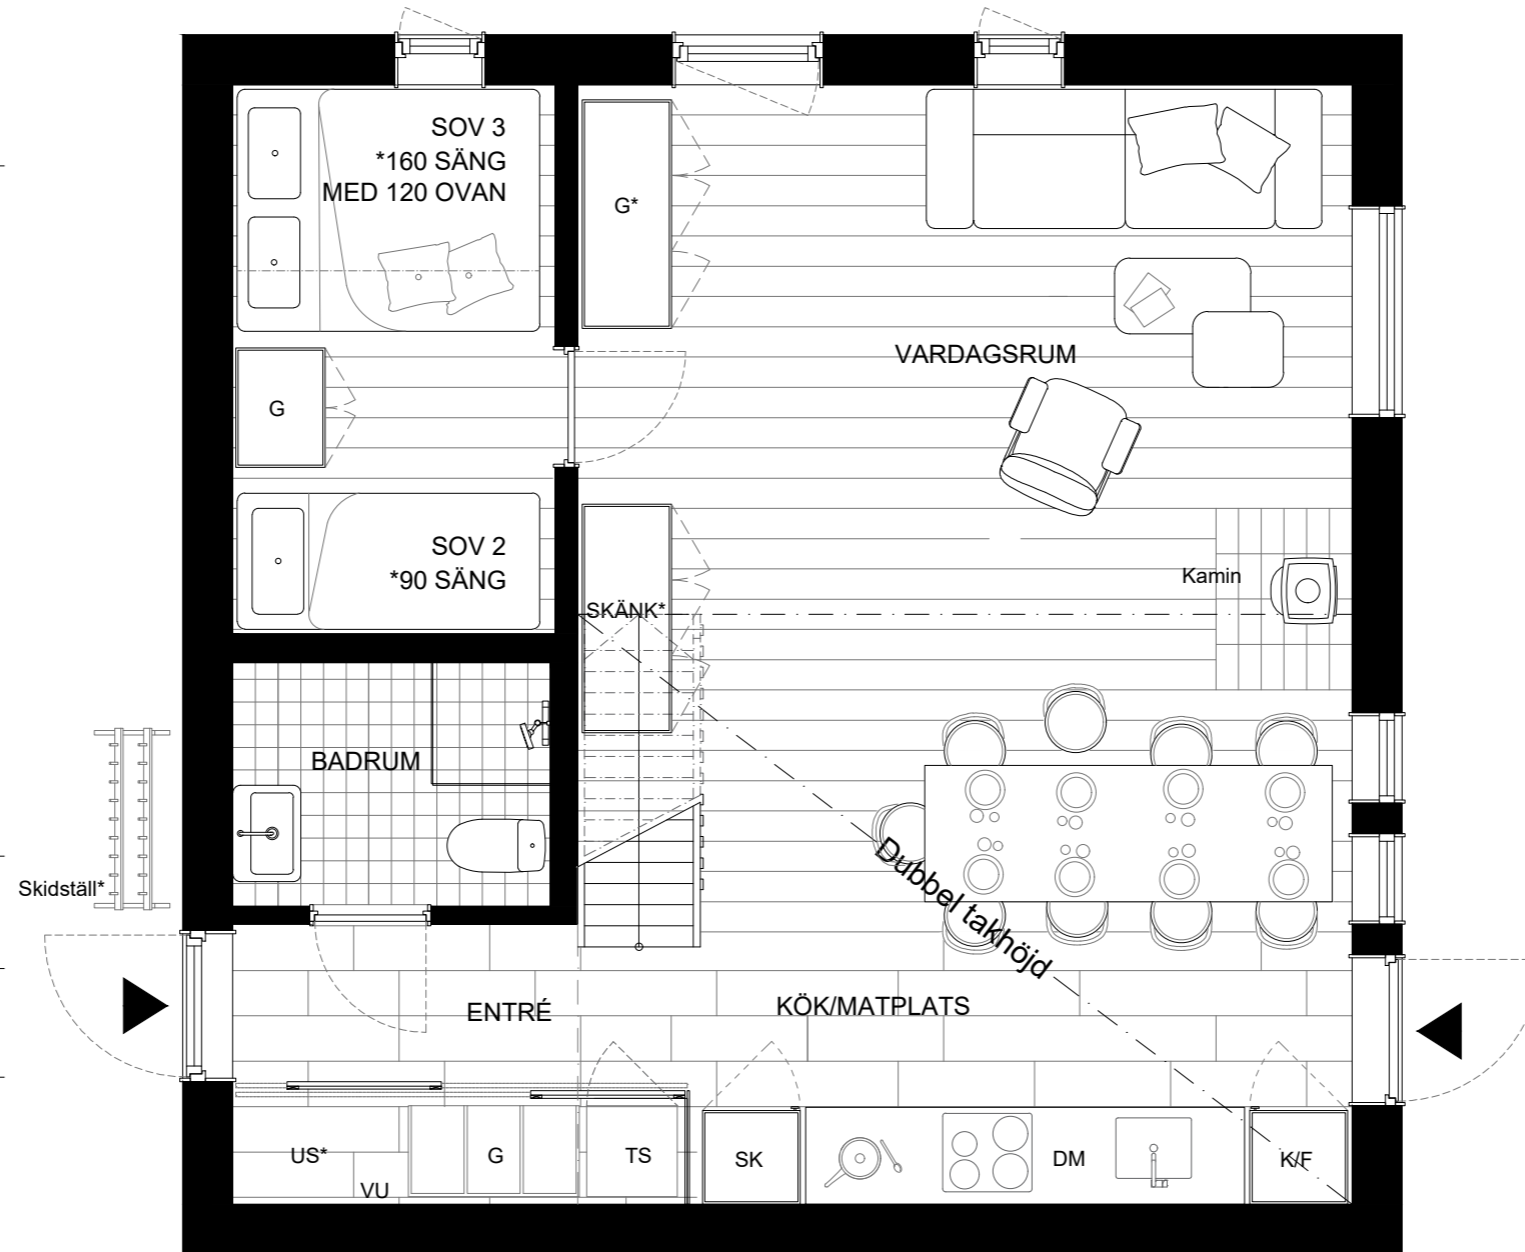 SOV 3
*160 SÄNG
MED 120 OVAN
G*
VARDAGSRUM
G
SOV 2
*90 SÄNG
Kamin
SKÄNK*
BADRUM
Skidställ*
Dubbel takhöjd
ENTRÉ
KÖK/MATPLATS
US*
VU
G
TS
SK
DM
K/F